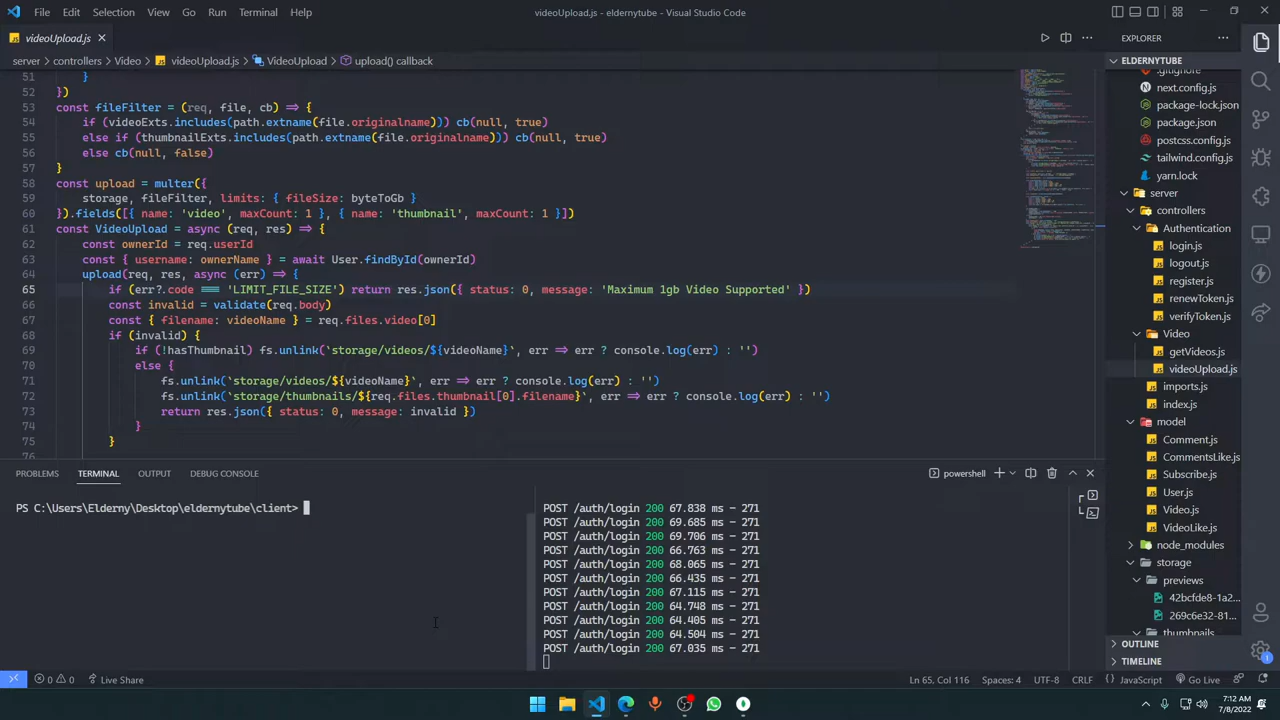 File Edit Selection View Go Run Terminal Help
videoUpload.js - eldernytube - Visual Studio Code
videoUpload.js
server > controllers > Video > videoUpload.js > VideoUpload > upload() callback
51 }
52 })
53 const fileFilter = (req, file, cb) => {
54 if (videoExts.includes(path.extname(file.originalname))) cb(null, true)
55 else if (thumbnailExts.includes(path.extname(file.originalname))) cb(null, true)
56 else cb(null, false)
57 }
58 const upload = multer({
59 storage, fileFilter, limits: { fileSize: byteToGb }
60 }).fields([{ name: 'video', maxCount: 1 }, { name: 'thumbnail', maxCount: 1 }])
61 const VideoUpload = async (req, res) => {
62 const ownerId = req.userId
63 const { username: ownerName } = await User.findById(ownerId)
64 upload(req, res, async (err) => {
65 if (err?.code === 'LIMIT_FILE_SIZE') return res.json({ status: 0, message: 'Maximum 1gb Video Supported' })
66 const invalid = validate(req.body)
67 const { filename: videoName } = req.files.video[0]
68 if (invalid) {
69 if (!hasThumbnail) fs.unlink(`storage/videos/${videoName}`, err => err ? console.log(err) : '')
70 else {
71 fs.unlink(`storage/videos/${videoName}`, err => err ? console.log(err) : '')
72 fs.unlink(`storage/thumbnails/${req.files.thumbnail[0].filename}`, err => err ? console.log(err) : '')
73 return res.json({ status: 0, message: invalid })
74 }
75 }
76
PROBLEMS TERMINAL OUTPUT DEBUG CONSOLE
powershell
PS C:\Users\Elderny\Desktop\eldernytube\client>
POST /auth/login 200 67.838 ms - 271
POST /auth/login 200 69.685 ms - 271
POST /auth/login 200 69.706 ms - 271
POST /auth/login 200 66.763 ms - 271
POST /auth/login 200 68.065 ms - 271
POST /auth/login 200 66.435 ms - 271
POST /auth/login 200 67.115 ms - 271
POST /auth/login 200 64.748 ms - 271
POST /auth/login 200 64.405 ms - 271
POST /auth/login 200 64.504 ms - 271
POST /auth/login 200 67.035 ms - 271
EXPLORER
ELDERNYTUBE
.gitignore
next.config.js
package-lock.json
package.json
postcss.config.js
tailwind.config.js
yarn.lock
server
controllers
login.js
logout.js
register.js
renewToken.js
verifyToken.js
Video
getVideos.js
videoUpload.js
imports.js
index.js
model
Comment.js
CommentsLike.js
Subscribe.js
User.js
Video.js
VideoLike.js
node_modules
storage
previews
42bcfde8-1a2...
269c6e32-81...
thumbnails
OUTLINE
TIMELINE
1
0 0 Live Share
Ln 65, Col 116 Spaces: 4 UTF-8 CRLF JavaScript Go Live
7:12 AM
7/8/2022